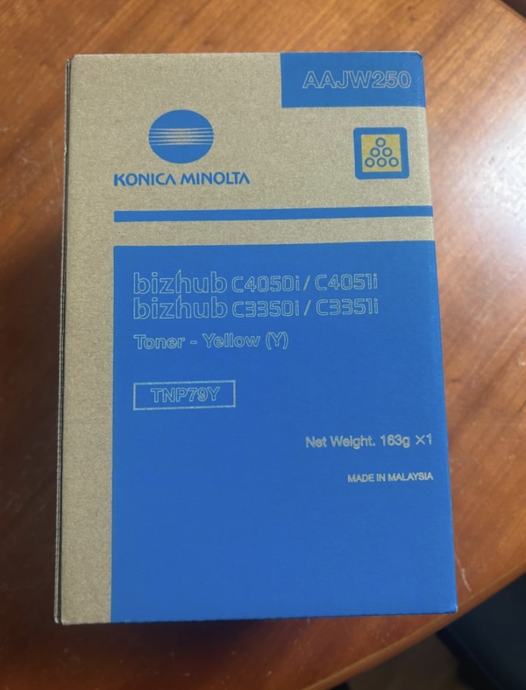 AAJW250
KONICA MINOLTA
bizhub C4050i / C4051i
bizhub C3350i / C3351i
Toner - Yellow (Y)
TNP79Y
Net Weight. 163g ×1
MADE IN MALAYSIA